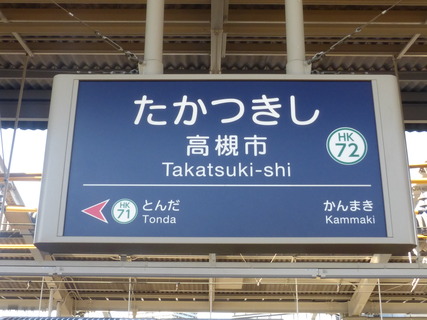 たかつきし
高槻市
HK
72
Takatsuki-shi
HK
71
とんだ
Tonda
かんまき
Kammaki